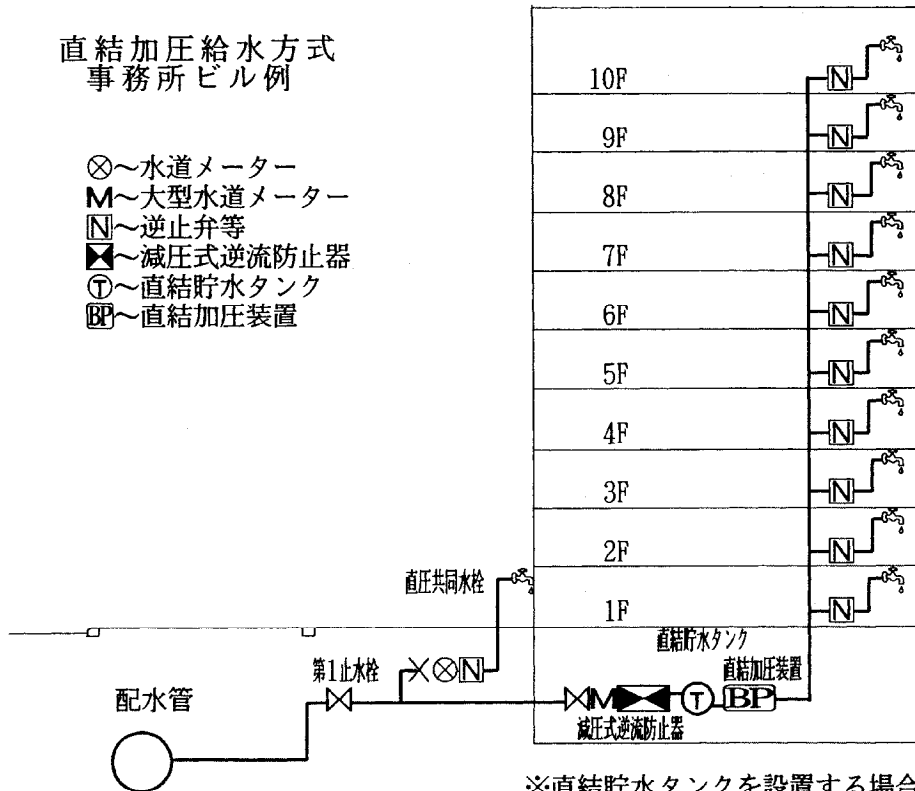 直結加圧給水方式
事務所ビル例
⊗～水道メーター
M～大型水道メーター
N～逆止弁等
～減圧式逆流防止器
T～直結貯水タンク
BP～直結加圧装置
10F
N
9F
N
8F
N
7F
N
6F
N
5F
N
4F
N
3F
N
2F
N
1F
N
直圧共同水栓
直結貯水タンク
第1止水栓
N
直結加圧装置
配水管
M
T
BP
減圧式逆流防止器
※直結貯水タンクを設置する場合